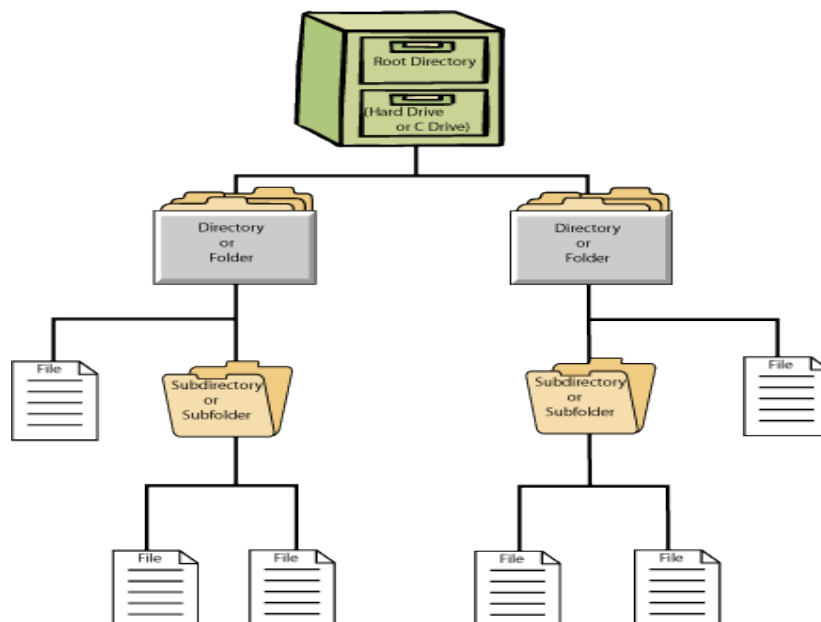 Root Directory
(Hard Drive
or C Drive)
Directory
or
Folder
Directory
or
Folder
File
Subdirectory
or
Subfolder
Subdirectory
or
Subfolder
File
File
File
File
File